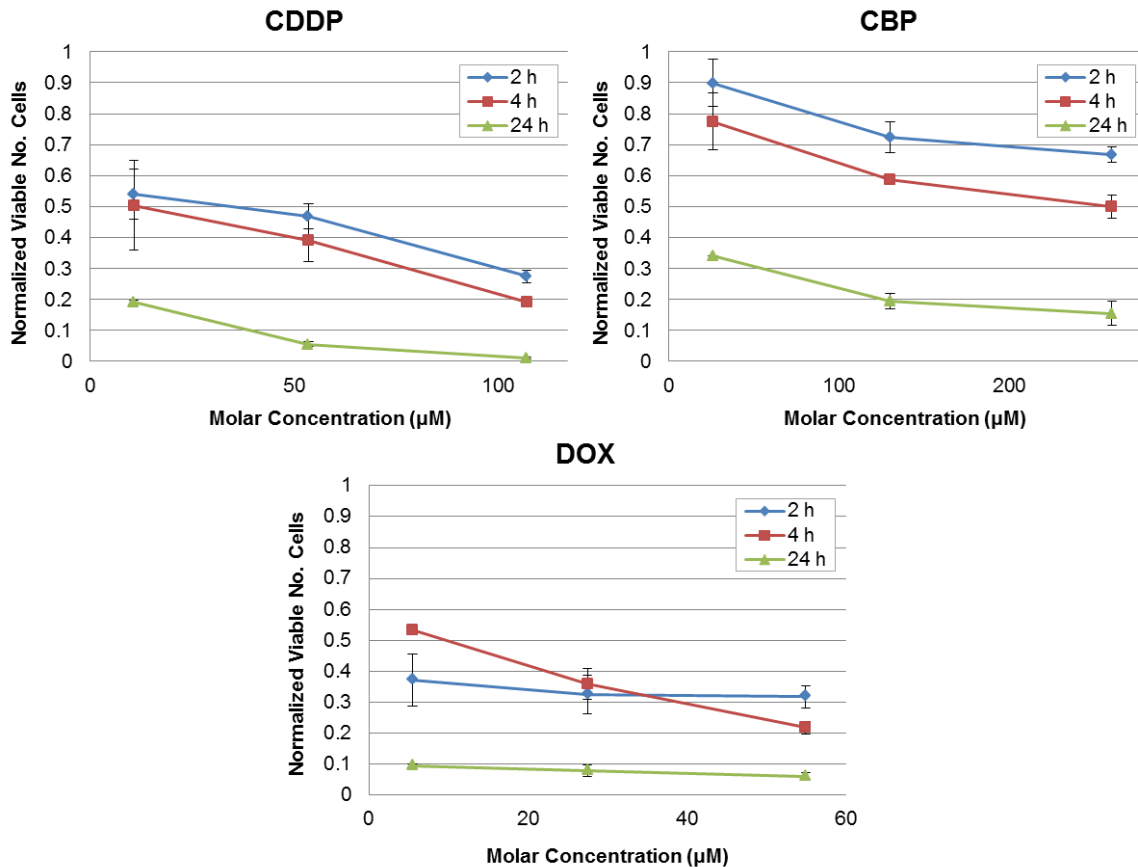 CDDP
1
0.9
0.8
0.7
0.6
0.5
0.4
0.3
0.2
0.1
0
Normalized Viable No. Cells
2 h
4 h
24 h
0 50 100
Molar Concentration (µM)
CBP
1
0.9
0.8
0.7
0.6
0.5
0.4
0.3
0.2
0.1
0
Normalized Viable No. Cells
2 h
4 h
24 h
0 100 200
Molar Concentration (µM)
DOX
1
0.9
0.8
0.7
0.6
0.5
0.4
0.3
0.2
0.1
0
Normalized Viable No. Cells
2 h
4 h
24 h
0 20 40 60
Molar Concentration (µM)